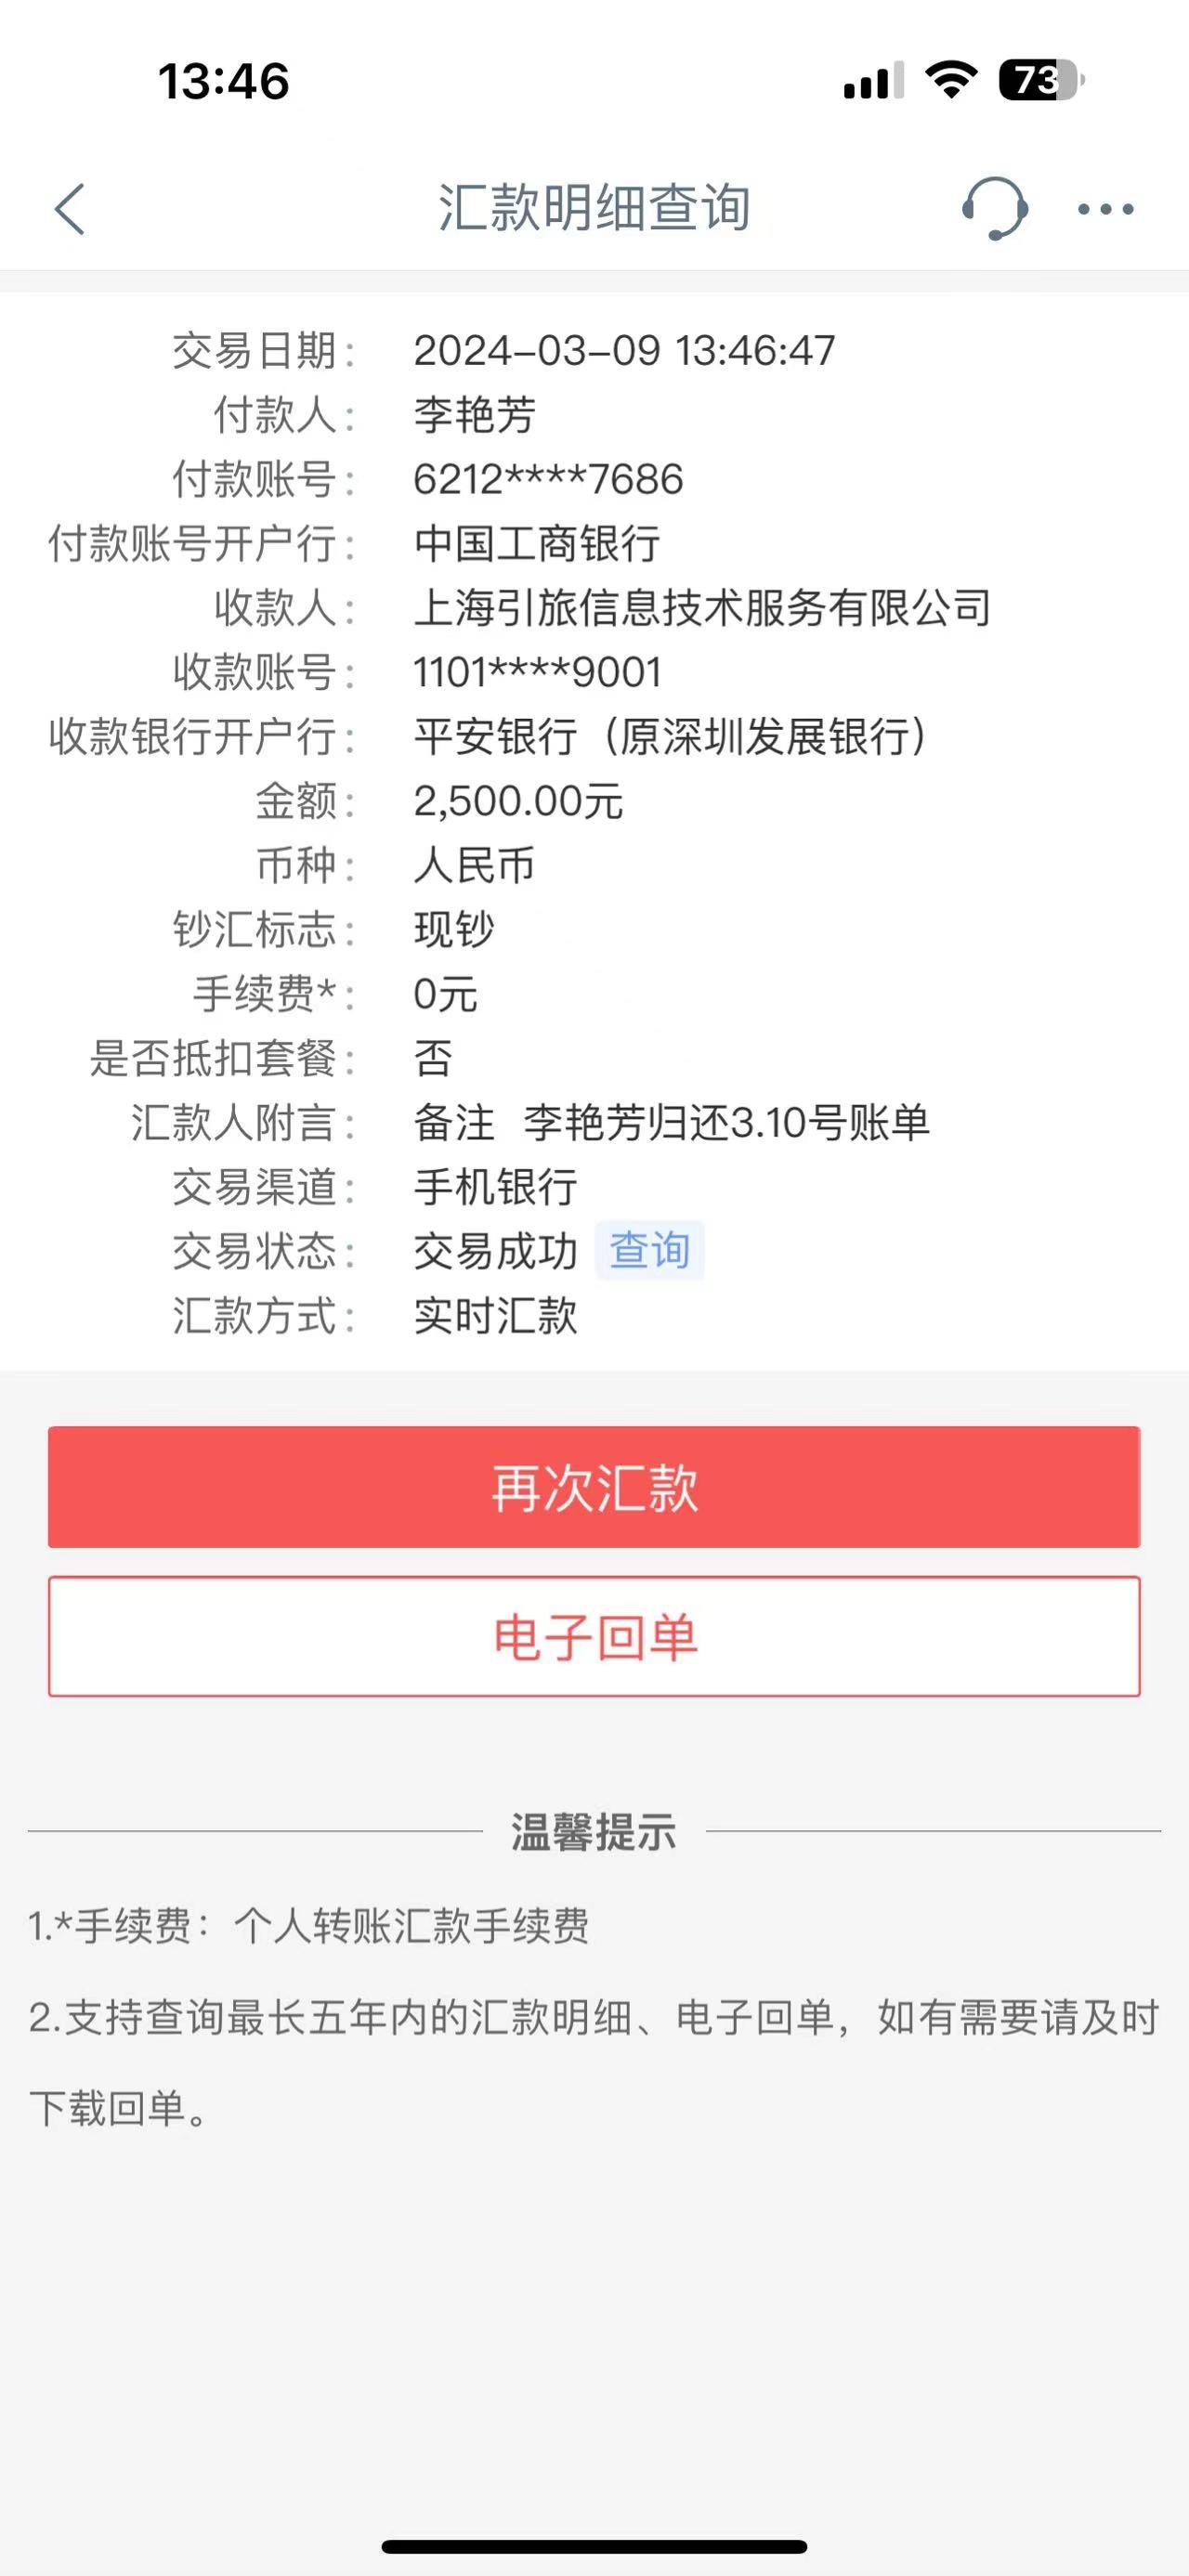 13:46
73
汇款明细查询
交易日期： 2024-03-09 13:46:47
付款人： 李艳芳
付款账号： 6212****7686
付款账号开户行： 中国工商银行
收款人： 上海引旅信息技术服务有限公司
收款账号： 1101****9001
收款银行开户行： 平安银行（原深圳发展银行）
金额： 2,500.00元
币种： 人民币
钞汇标志： 现钞
手续费*： 0元
是否抵扣套餐： 否
汇款人附言： 备注 李艳芳归还3.10号账单
交易渠道： 手机银行
交易状态： 交易成功 查询
汇款方式： 实时汇款
再次汇款
电子回单
温馨提示
1.*手续费：个人转账汇款手续费
2.支持查询最长五年内的汇款明细、电子回单，如有需要请及时
下载回单。